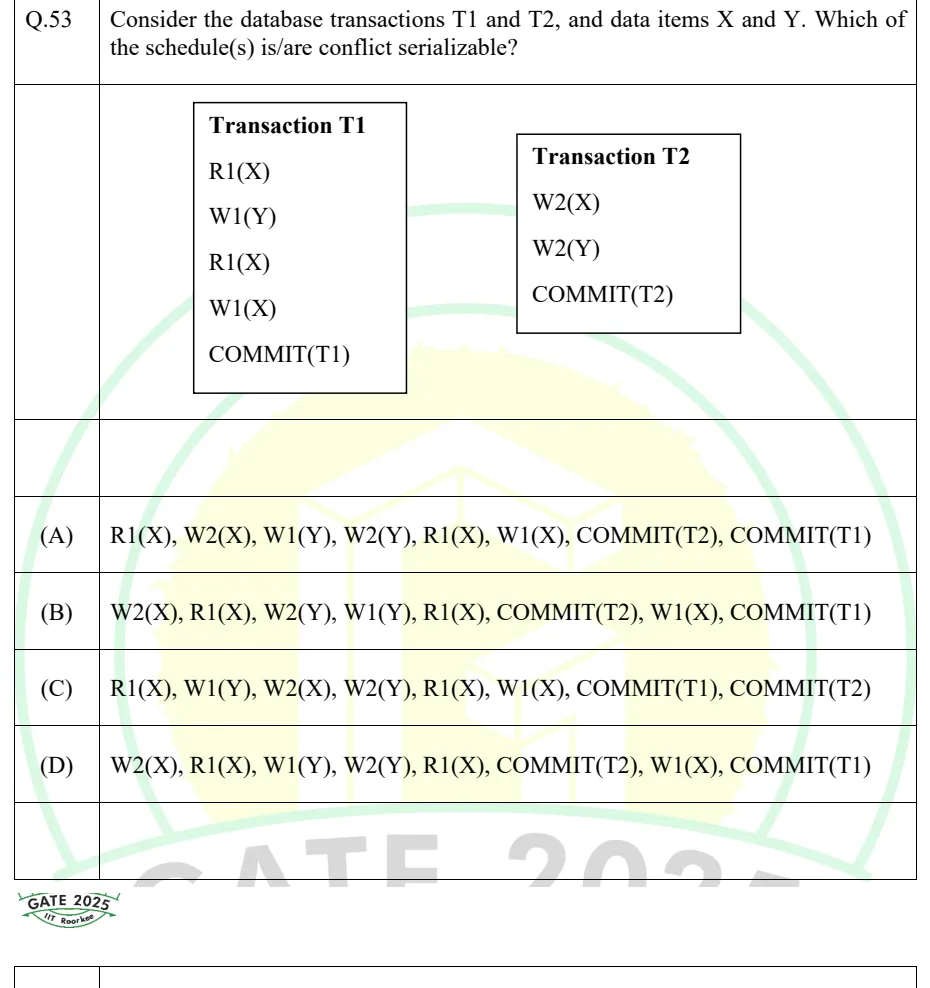 Q.53 Consider the database transactions T1 and T2, and data items X and Y. Which of
the schedule(s) is/are conflict serializable?
Transaction T1
R1(X)
W1(Y)
R1(X)
W1(X)
COMMIT(T1)
Transaction T2
W2(X)
W2(Y)
COMMIT(T2)
(A) R1(X), W2(X), W1(Y), W2(Y), R1(X), W1(X), COMMIT(T2), COMMIT(T1)
(B) W2(X), R1(X), W2(Y), W1(Y), R1(X), COMMIT(T2), W1(X), COMMIT(T1)
(C) R1(X), W1(Y), W2(X), W2(Y), R1(X), W1(X), COMMIT(T1), COMMIT(T2)
(D) W2(X), R1(X), W1(Y), W2(Y), R1(X), COMMIT(T2), W1(X), COMMIT(T1)
GATE 2025
GATE 2025
IIT Roorkee